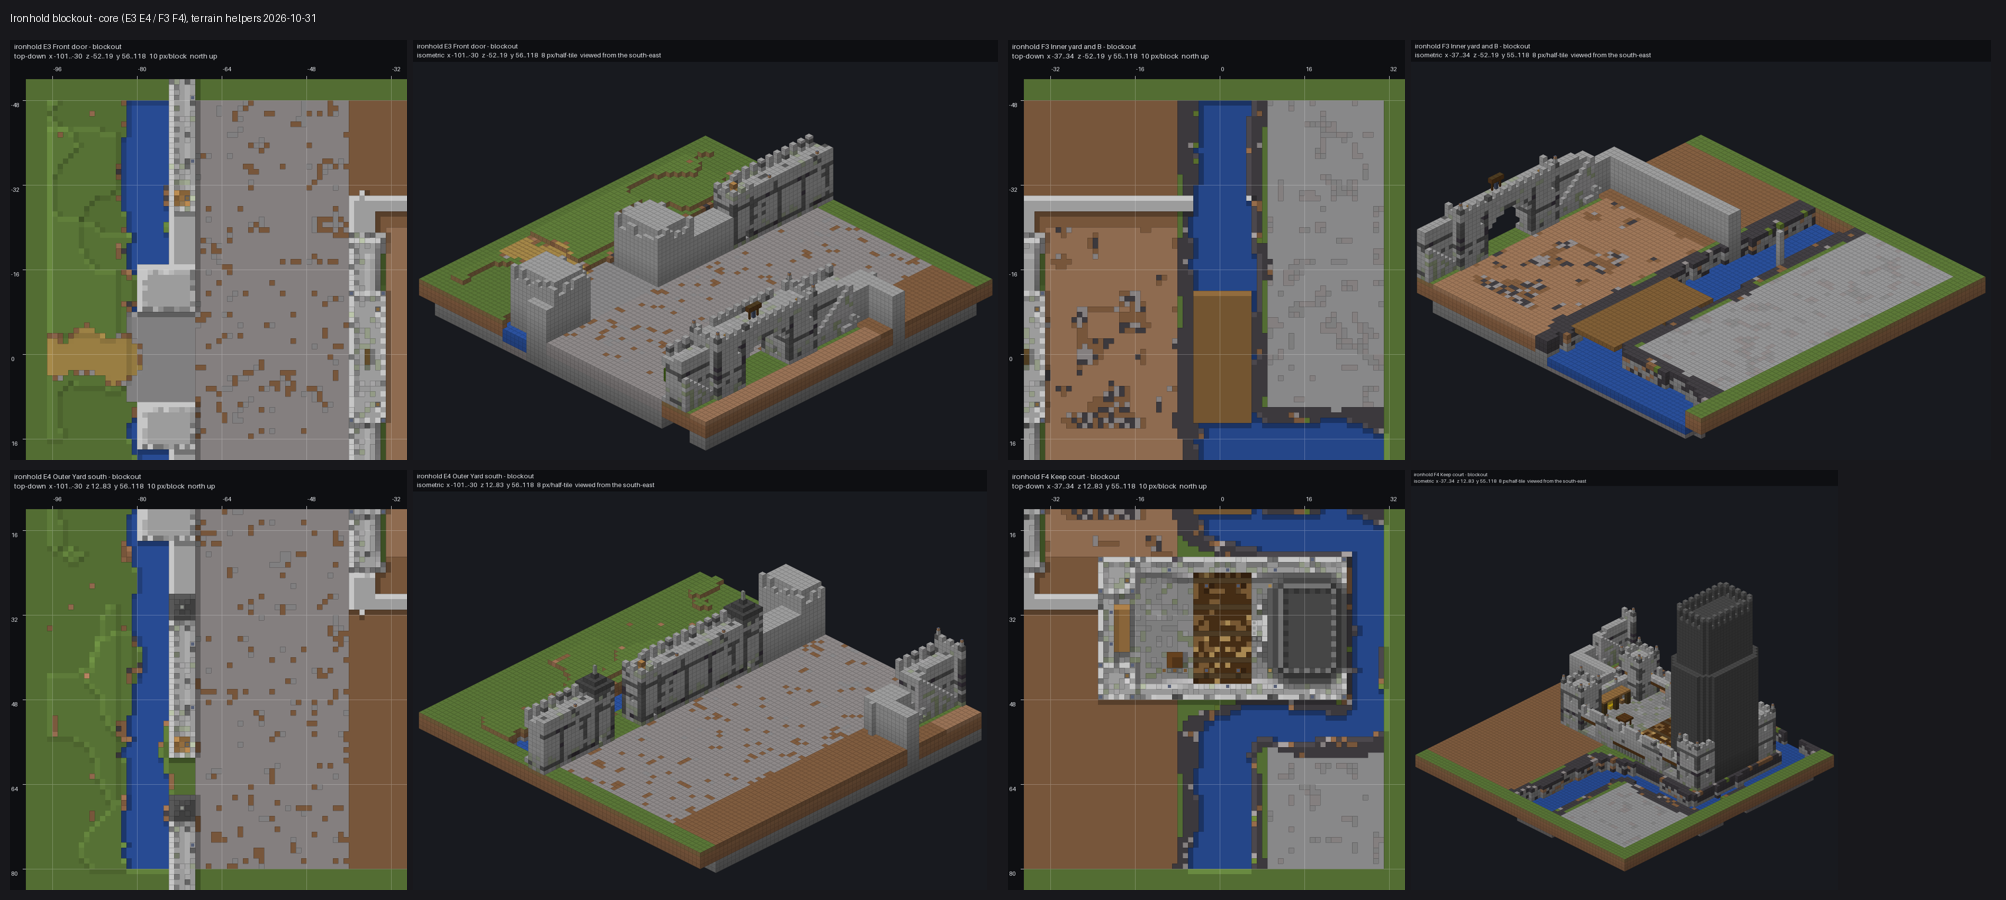 Ironhold blockout - core (E3 E4 / F3 F4), terrain helpers 2026-10-31
ironhold E3 Front door - blockout
top-down x -101..-30 z -52..19 y 56..118 10 px/block north up
-96 -80 -64 -48 -32
-48
-32
-16
0
16
ironhold E3 Front door - blockout
isometric x -101..-30 z -52..19 y 56..118 8 px/half-tile viewed from the south-east
ironhold F3 Inner yard and B - blockout
top-down x -37..34 z -52..19 y 55..118 10 px/block north up
-32 -16 0 16 32
-48
-32
-16
0
16
ironhold F3 Inner yard and B - blockout
isometric x -37..34 z -52..19 y 55..118 8 px/half-tile viewed from the south-east
ironhold E4 Outer Yard south - blockout
top-down x -101..-30 z 12..83 y 56..118 10 px/block north up
-96 -80 -64 -48 -32
16
32
48
64
80
ironhold E4 Outer Yard south - blockout
isometric x -101..-30 z 12..83 y 56..118 8 px/half-tile viewed from the south-east
ironhold F4 Keep court - blockout
top-down x -37..34 z 12..83 y 55..118 10 px/block north up
-32 -16 0 16 32
16
32
48
64
80
ironhold F4 Keep court - blockout
isometric x -37..34 z 12..83 y 55..118 8 px/half-tile viewed from the south-east